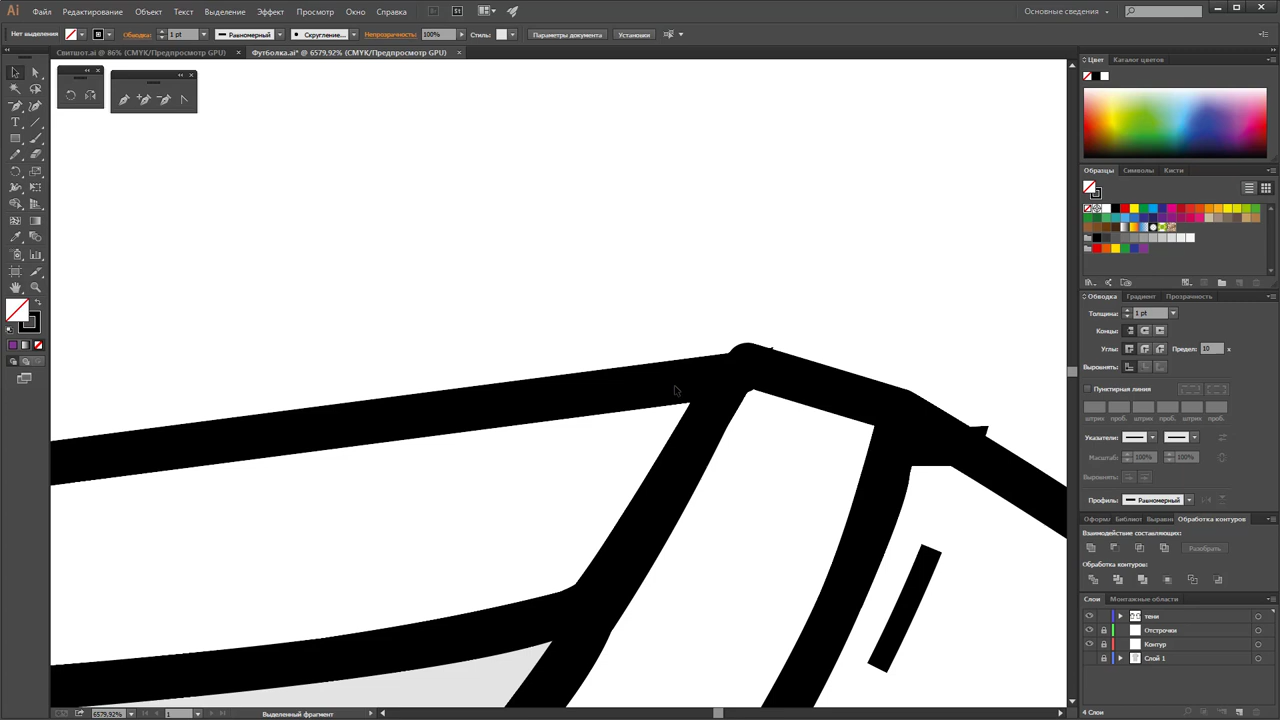 Ai Файл Редактирование Объект Текст Выделение Эффект Просмотр Окно Справка Br St Основные сведения
Нет выделения Обводка: 1 pt Равномерный Скругление... Непрозрачность: 100% Стиль: Параметры документа Установки
Свитшот.ai @ 86% (CMYK/Предпросмотр GPU) × Футболка.ai* @ 6579,92% (CMYK/Предпросмотр GPU) ×
Цвет Каталог цветов
Образцы Символы Кисти
Обводка Градиент Прозрачность
Толщина: 1 pt
Концы:
Углы: Предел: 10 x
Выровнять:
Пунктирная линия
штрих проб. штрих проб. штрих проб.
Указатели:
Масштаб: 100% 100%
Выровнять:
Профиль: Равномерный
Оформ Библиот Выравн Обработка контуров
Взаимодействие составляющих:
Разобрать
Обработка контуров:
Слои Монтажные области
тени
Отстрочки
Контур
Слой 1
4 Слои
6579,92% 1 Выделенный фрагмент